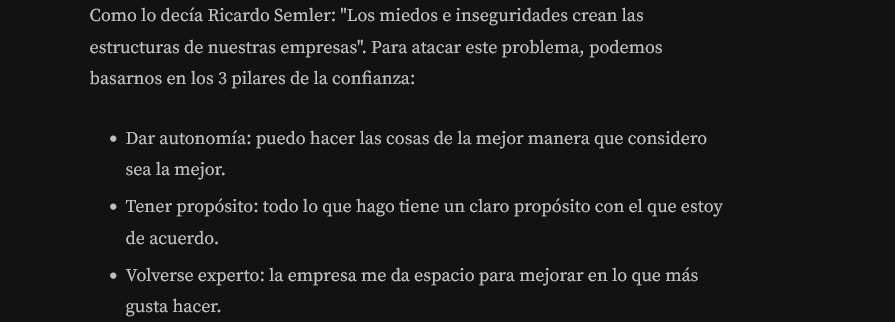 Como lo decía Ricardo Semler: "Los miedos e inseguridades crean las
estructuras de nuestras empresas". Para atacar este problema, podemos
basarnos en los 3 pilares de la confianza:
• Dar autonomía: puedo hacer las cosas de la mejor manera que considero
sea la mejor.
• Tener propósito: todo lo que hago tiene un claro propósito con el que estoy
de acuerdo.
• Volverse experto: la empresa me da espacio para mejorar en lo que más
gusta hacer.